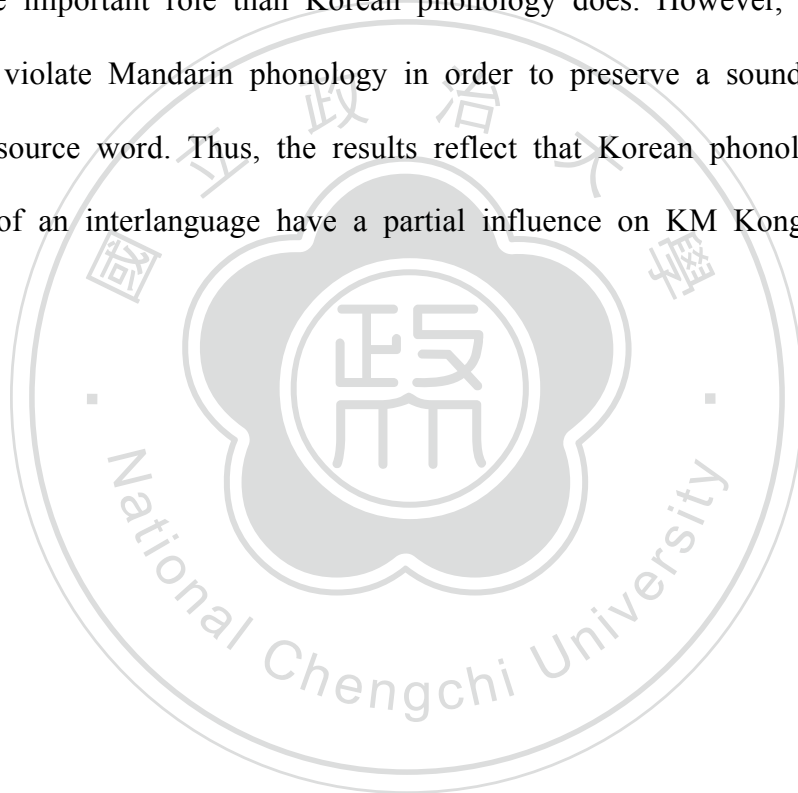 important role than Korean phonology does. However,
violate Mandarin phonology in order to preserve a sound
source word. Thus, the results reflect that Korean
of an interlanguage have a partial influence on KM
立政治大
國 學
政
National Chengchi University